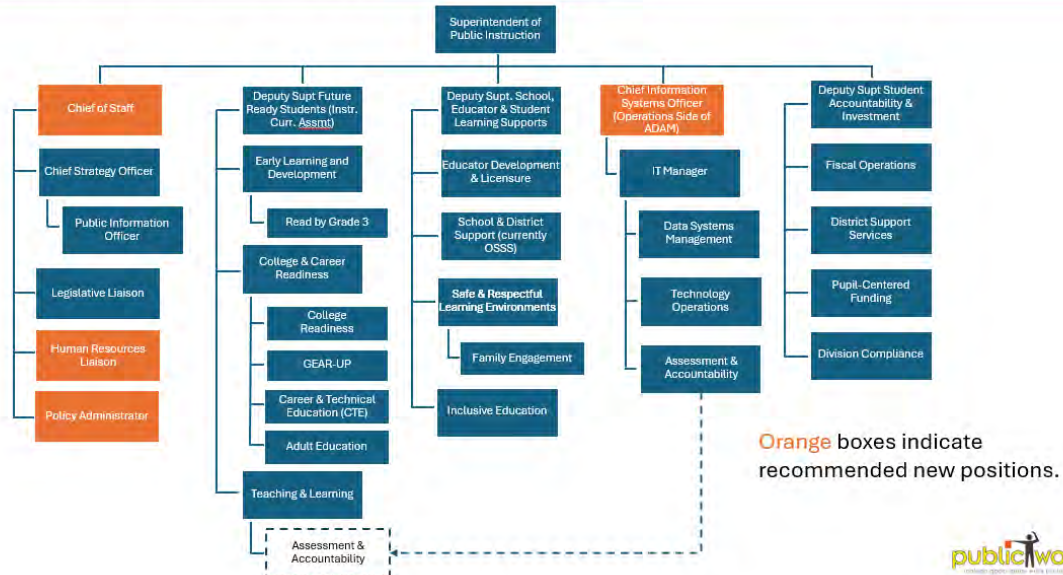 Superintendent of
Public Instruction
Chief of Staff
Chief Strategy Officer
Public Information
Officer
Legislative Liaison
Human Resources
Liaison
Policy Administrator
Deputy Supt Future
Ready Students (Instr.
Curr. Assmt)
Early Learning and
Development
Read by Grade 3
College & Career
Readiness
College
Readiness
GEAR-UP
Career & Technical
Education (CTE)
Adult Education
Teaching & Learning
Assessment &
Accountability
Deputy Supt. School,
Educator & Student
Learning Supports
Educator Development
& Licensure
School & District
Support (currently
OSSS)
Safe & Respectful
Learning Environments
Family Engagement
Inclusive Education
Chief Information
Systems Officer
(Operations Side of
ADAM)
IT Manager
Data Systems
Management
Technology
Operations
Assessment &
Accountability
Deputy Supt Student
Accountability &
Investment
Fiscal Operations
District Support
Services
Pupil-Centered
Funding
Division Compliance
Orange boxes indicate
recommended new positions.
publicwo